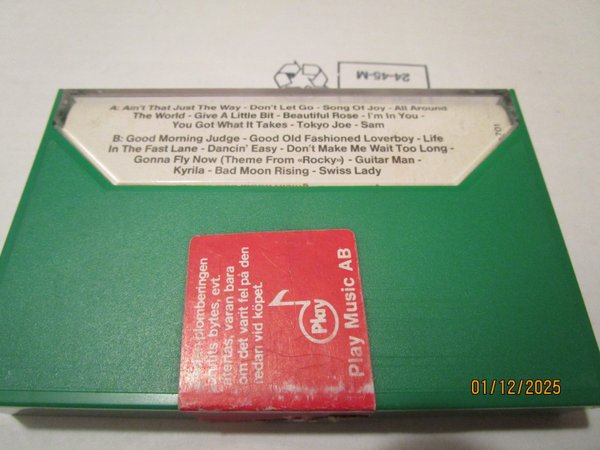 24-45-M
A: Ain't That Just The Way - Don't Let Go - Song Of Joy - All Around
The World - Give A Little Bit - Beautiful Rose - I'm In You -
You Got What It Takes - Tokyo Joe - Sam
B: Good Morning Judge - Good Old Fashioned Loverboy - Life
In The Fast Lane - Dancin' Easy - Don't Make Me Wait Too Long -
Gonna Fly Now (Theme From «Rocky») - Guitar Man -
Kyrila - Bad Moon Rising - Swiss Lady
plomberingen
bytes, evt.
varan bara
om det varit fel på den
redan vid köpet.
Play
Play Music AB
01/12/2025